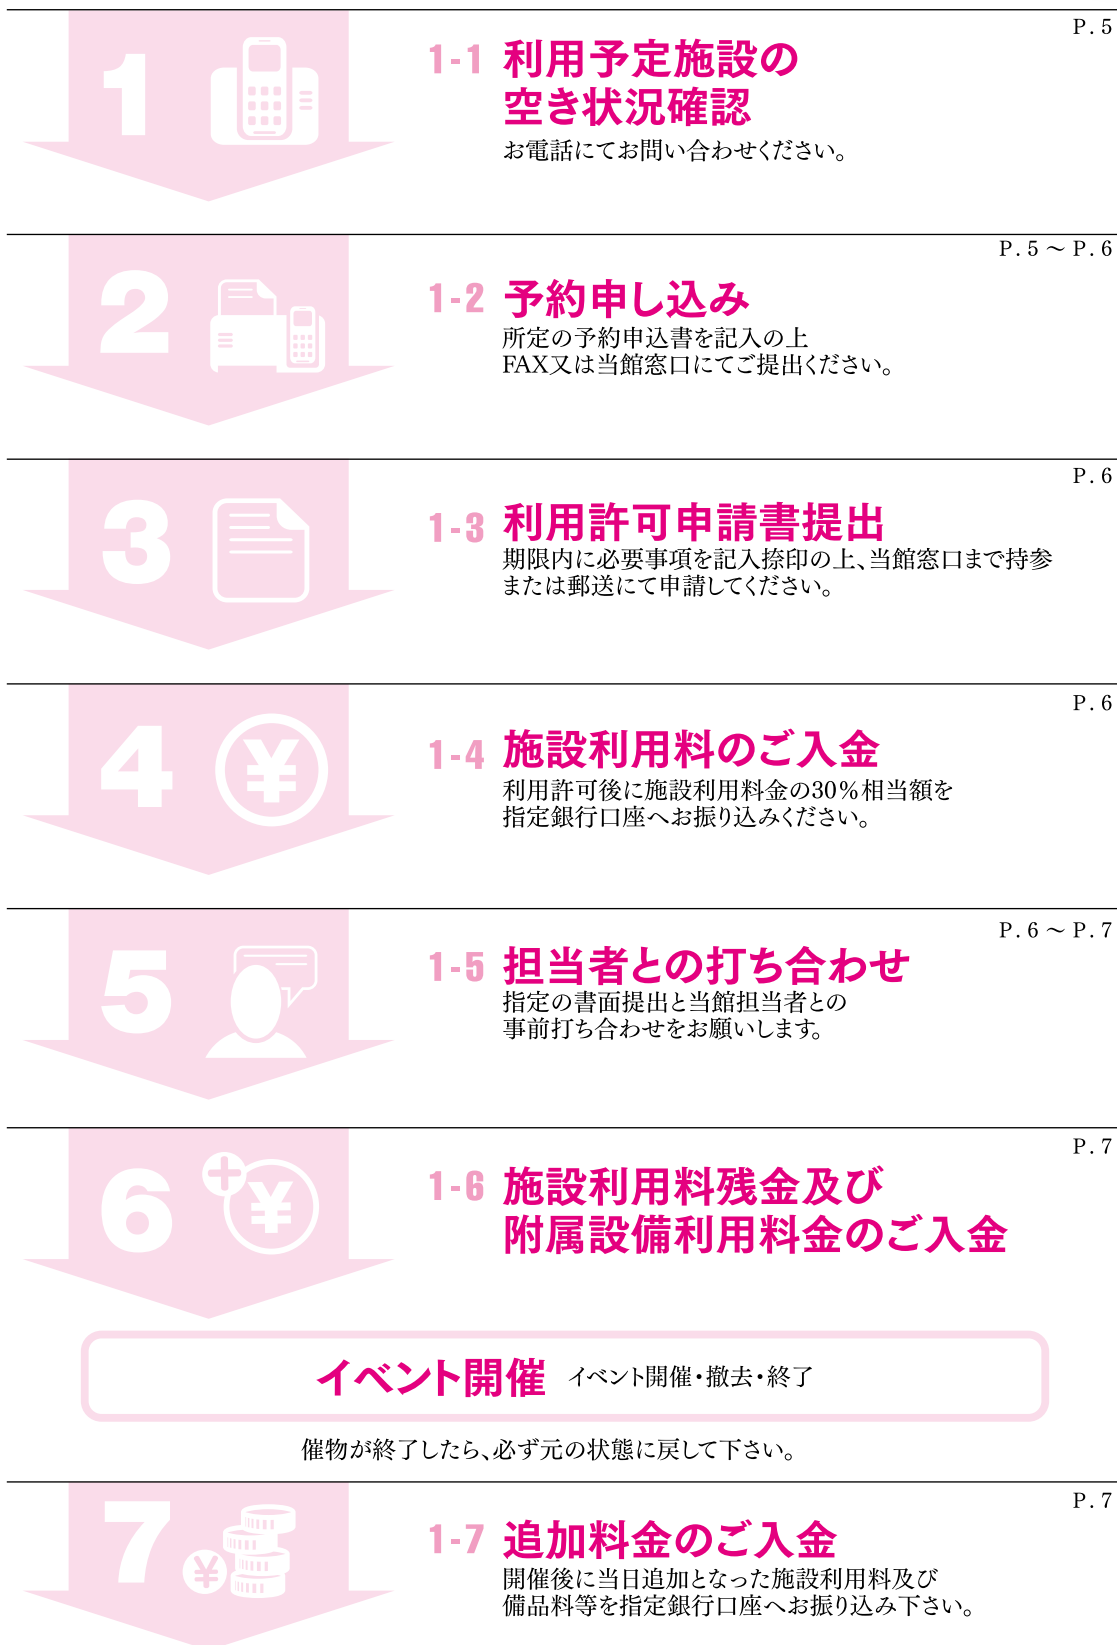 P.5
1
1-1 利用予定施設の
空き状況確認
お電話にてお問い合わせください。
P.5～P.6
2
1-2 予約申し込み
所定の予約申込書を記入の上
FAX又は当館窓口にてご提出ください。
P.6
3
1-3 利用許可申請書提出
期限内に必要事項を記入捺印の上、当館窓口まで持参
または郵送にて申請してください。
P.6
4 ¥
1-4 施設利用料のご入金
利用許可後に施設利用料金の30％相当額を
指定銀行口座へお振り込みください。
P.6～P.7
5
1-5 担当者との打ち合わせ
指定の書面提出と当館担当者との
事前打ち合わせをお願いします。
P.7
6 +¥
1-6 施設利用料残金及び
附属設備利用料金のご入金
イベント開催 イベント開催・撤去・終了
催物が終了したら、必ず元の状態に戻して下さい。
P.7
7 ¥
1-7 追加料金のご入金
開催後に当日追加となった施設利用料及び
備品料等を指定銀行口座へお振り込み下さい。